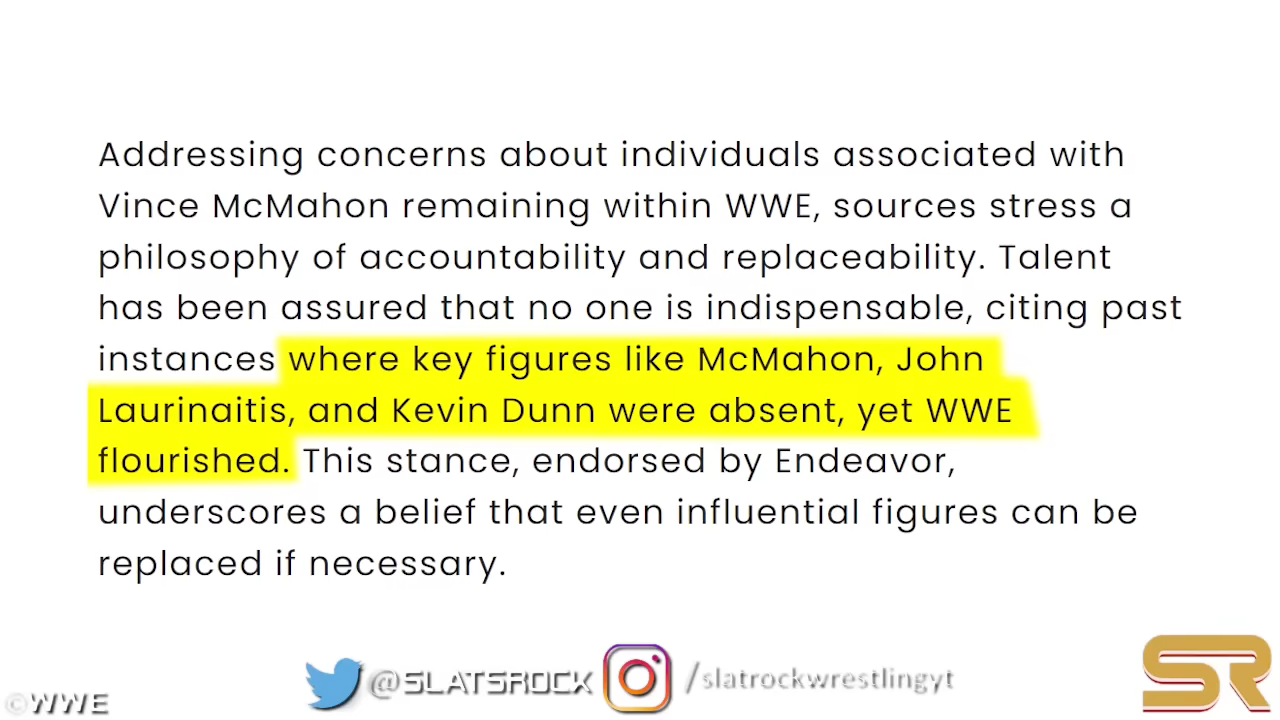 Addressing concerns about individuals associated with
Vince McMahon remaining within WWE, sources stress a
philosophy of accountability and replaceability. Talent
has been assured that no one is indispensable, citing past
instances where key figures like McMahon, John
Laurinaitis, and Kevin Dunn were absent, yet WWE
flourished. This stance, endorsed by Endeavor,
underscores a belief that even influential figures can be
replaced if necessary.
@SLATSROCK /slatrockwrestlingyt
SR
©WWE